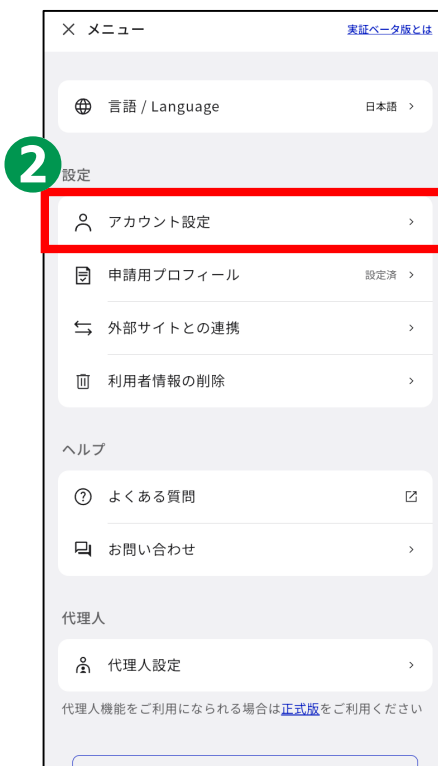 × メニュー 実証ベータ版とは
言語 / Language 日本語 >
2
設定
アカウント設定 >
申請用プロフィール 設定済 >
外部サイトとの連携 >
利用者情報の削除 >
ヘルプ
よくある質問
お問い合わせ >
代理人
代理人設定 >
代理人機能をご利用になられる場合は正式版をご利用ください